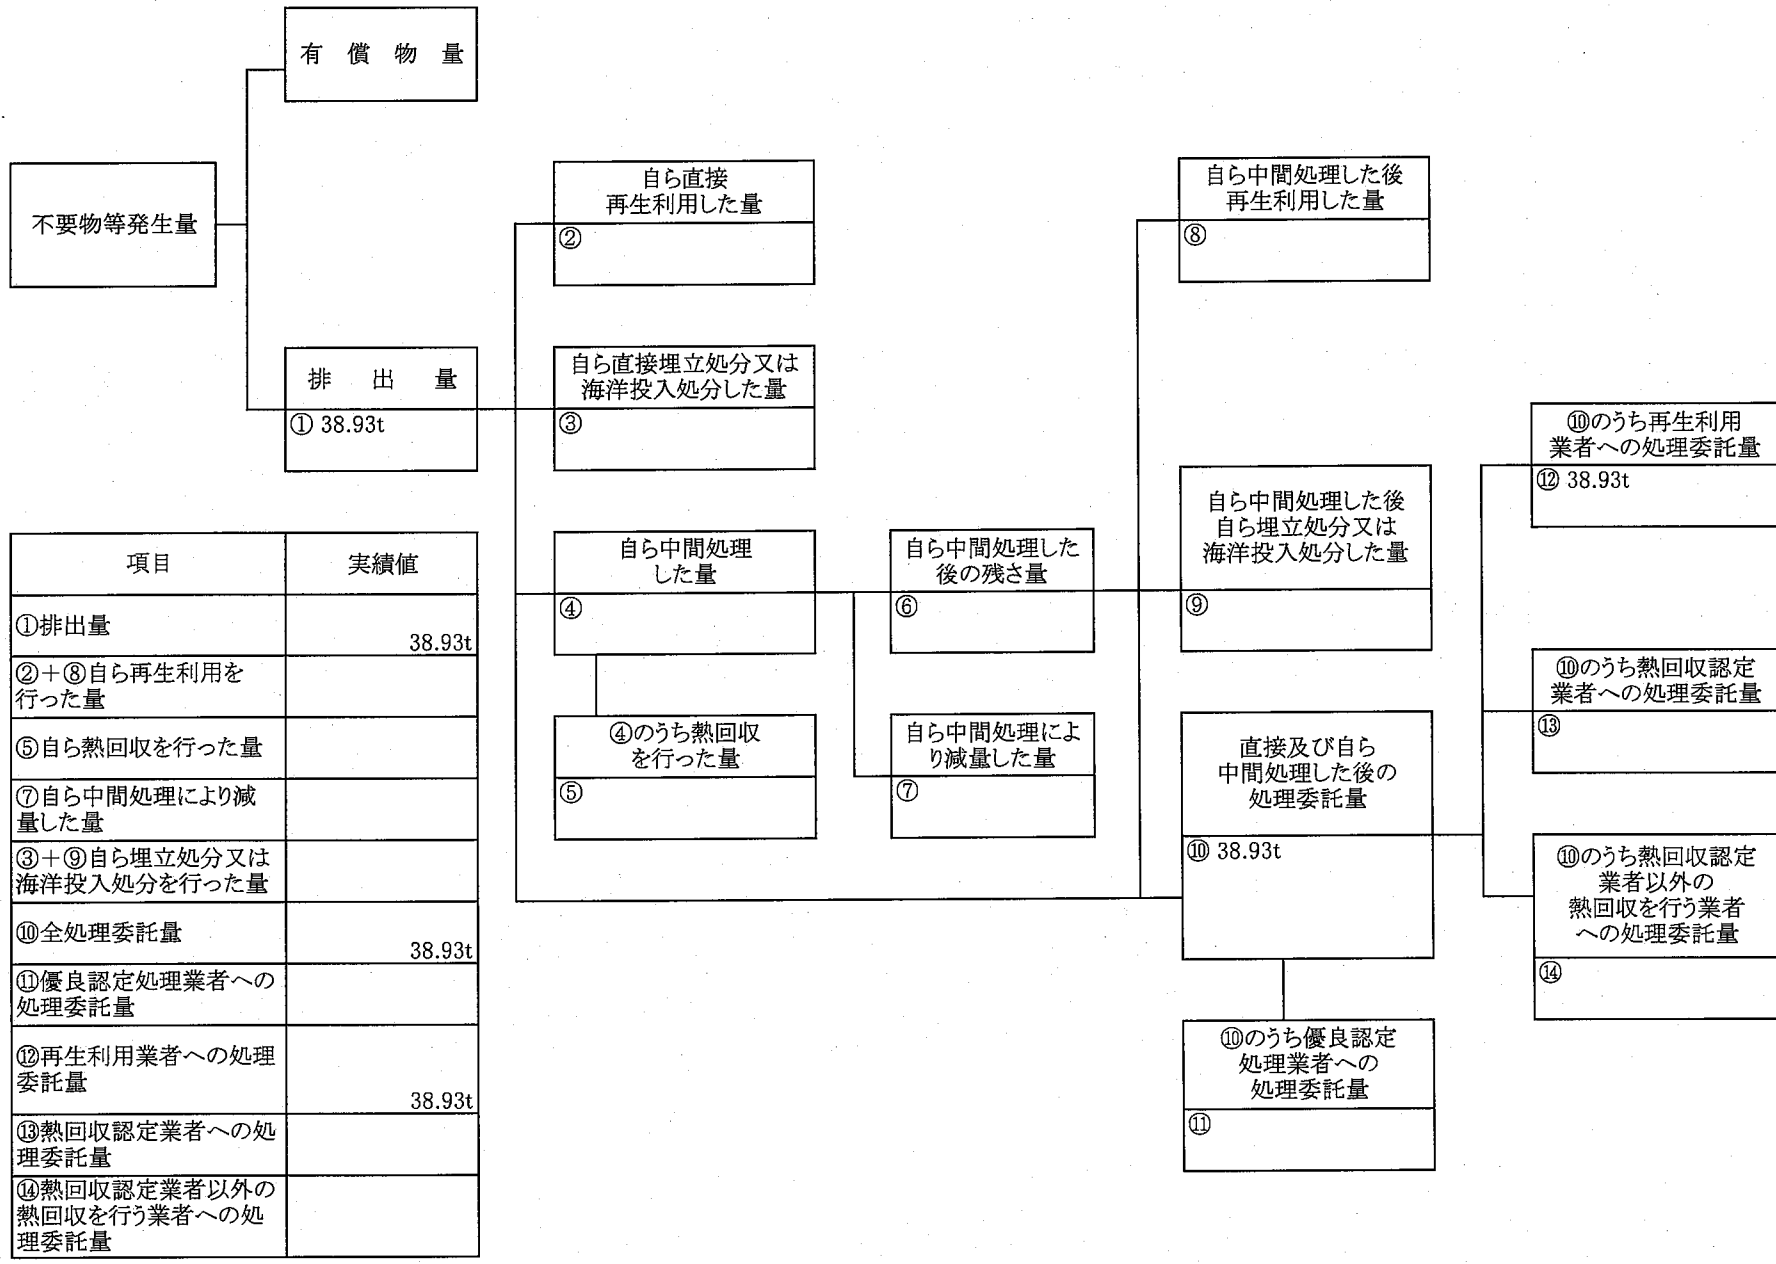 有償物量
不要物等発生量
排出量
① 38.93t
自ら直接
再生利用した量
②
自ら直接埋立処分又は
海洋投入処分した量
③
自ら中間処理
した量
④
④のうち熱回収
を行った量
⑤
自ら中間処理した
後の残さ量
⑥
自ら中間処理によ
り減量した量
⑦
自ら中間処理した後
再生利用した量
⑧
自ら中間処理した後
自ら埋立処分又は
海洋投入処分した量
⑨
直接及び自ら
中間処理した後の
処理委託量
⑩ 38.93t
⑩のうち優良認定
処理業者への
処理委託量
⑪
⑩のうち再生利用
業者への処理委託量
⑫ 38.93t
⑩のうち熱回収認定
業者への処理委託量
⑬
⑩のうち熱回収認定
業者以外の
熱回収を行う業者
への処理委託量
⑭
項目 実績値
①排出量
38.93t
②+⑧自ら再生利用を
行った量
⑤自ら熱回収を行った量
⑦自ら中間処理により減
量した量
③+⑨自ら埋立処分又は
海洋投入処分を行った量
⑩全処理委託量
38.93t
⑪優良認定処理業者への
処理委託量
⑫再生利用業者への処理
委託量
38.93t
⑬熱回収認定業者への処
理委託量
⑭熱回収認定業者以外の
熱回収を行う業者への処
理委託量